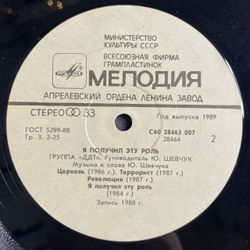 МИНИСТЕРСТВО
КУЛЬТУРЫ СССР
ВСЕСОЮЗНАЯ ФИРМА
ГРАМПЛАСТИНОК
МЕЛОДИЯ
АПРЕЛЕВСКИЙ ОРДЕНА ЛЕНИНА ЗАВОД
СТЕРЕО 33
Год выпуска 1989
ГОСТ 5289-88
Гр. 3. 2-25
С60 28463 007
28464 2
Я ПОЛУЧИЛ ЭТУ РОЛЬ
ГРУППА «ДДТ». Руководитель Ю. ШЕВЧУК
Музыка и слова Ю. Шевчука
Церковь (1986 г.) Террорист (1987 г.)
Революция (1987 г.)
Я получил эту роль
(1984 г.)
Запись 1988 г.